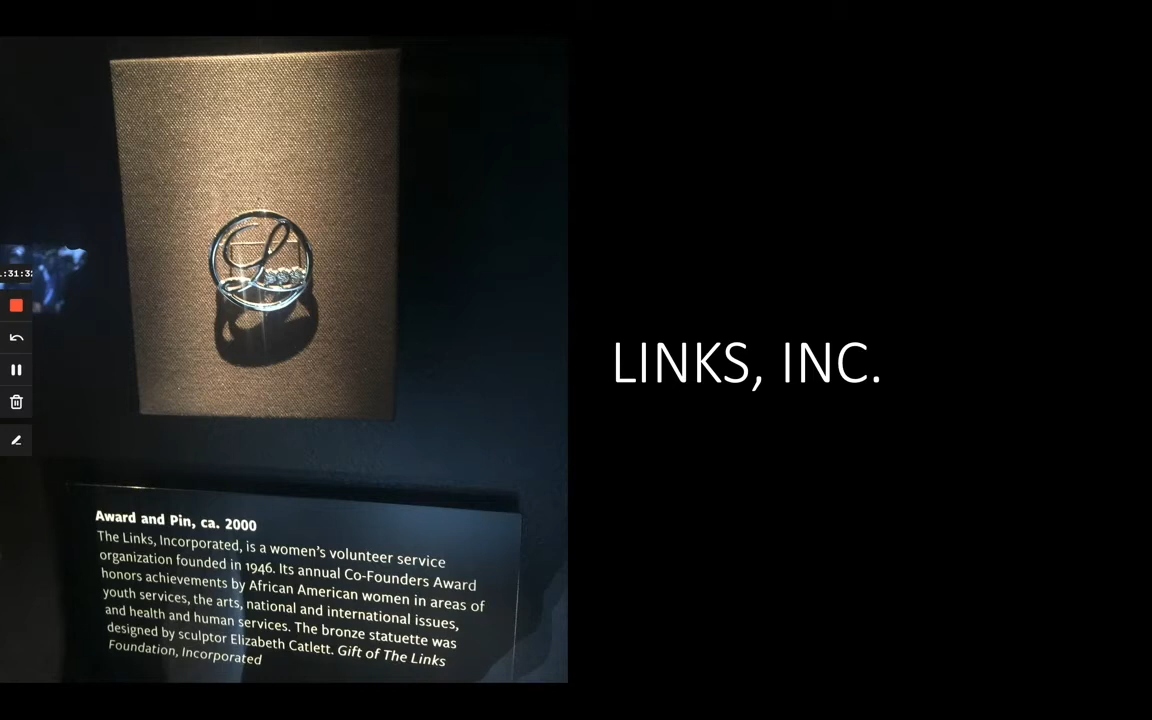 :31:3
Award and Pin, ca. 2000
The Links, Incorporated, is a women's volunteer service
organization founded in 1946. Its annual Co-Founders Award
honors achievements by African American women in areas of
youth services, the arts, national and international issues,
and health and human services. The bronze statuette was
designed by sculptor Elizabeth Catlett. Gift of The Links
Foundation, Incorporated
LINKS, INC.